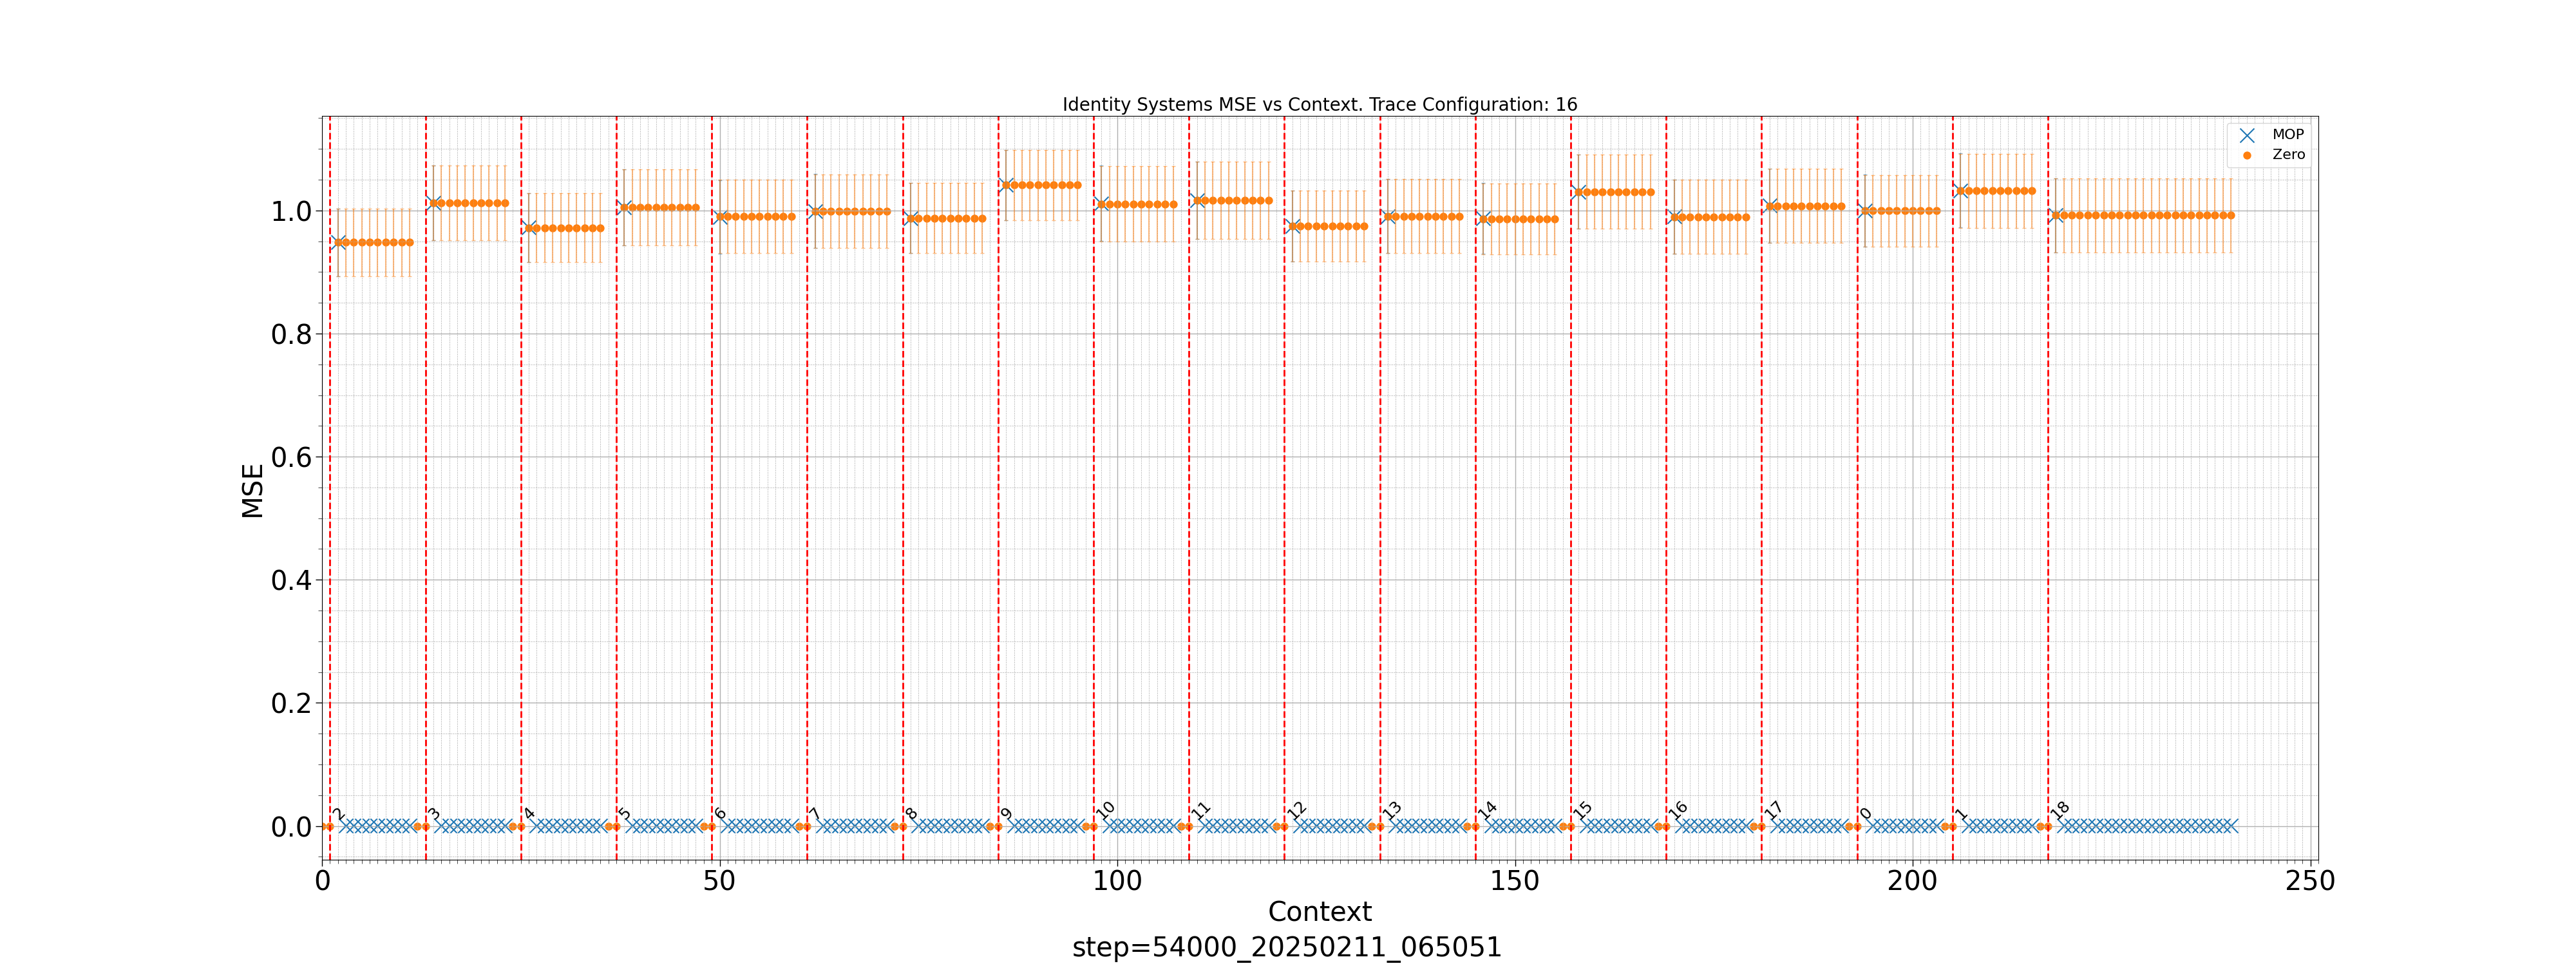 Identity Systems MSE vs Context. Trace Configuration: 16
MOP
Zero
1.0
0.8
0.6
0.4
0.2
0.0
MSE
2 3 4 5 6 7 8 9 10 11 12 13 14 15 16 17 0 1 18
0 50 100 150 200 250
Context
step=54000_20250211_065051